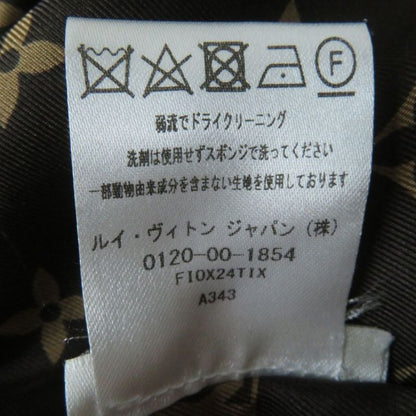 F
弱流でドライクリーニング
洗剤は使用せずスポンジで洗ってください
一部動物由来成分を含まない生地を使用しております
ルイ・ヴィトン ジャパン (株)
0120-00-1854
FIOX24TIX
A343